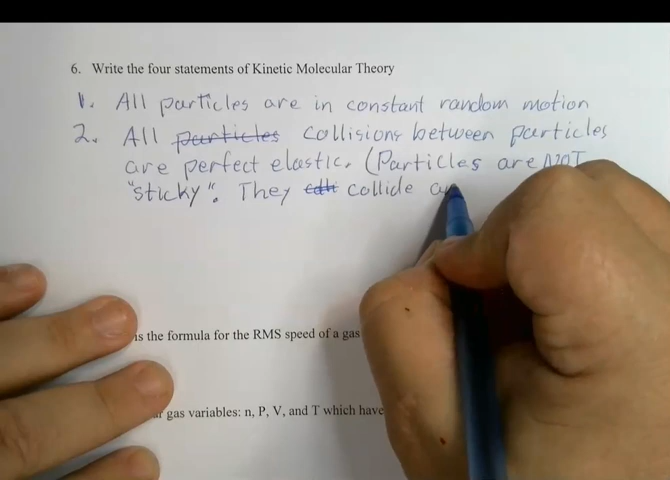 6. Write the four statements of Kinetic Molecular Theory
1. All particles are in constant random motion
2. All particles collisions between particles
are perfect elastic. (Particles are NOT
"sticky". They collide
is the formula for the RMS speed of a gas
gas variables: n, P, V, and T which have